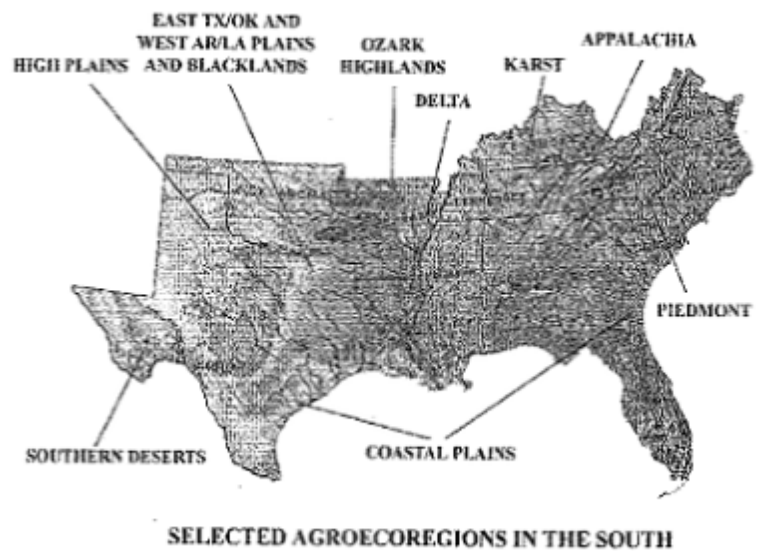 EAST TX/OK AND
WEST AR/LA PLAINS
AND BLACKLANDS
HIGH PLAINS
OZARK
HIGHLANDS
DELTA
KARST
APPALACHIA
PIEDMONT
SOUTHERN DESERTS
COASTAL PLAINS
SELECTED AGROECOREGIONS IN THE SOUTH